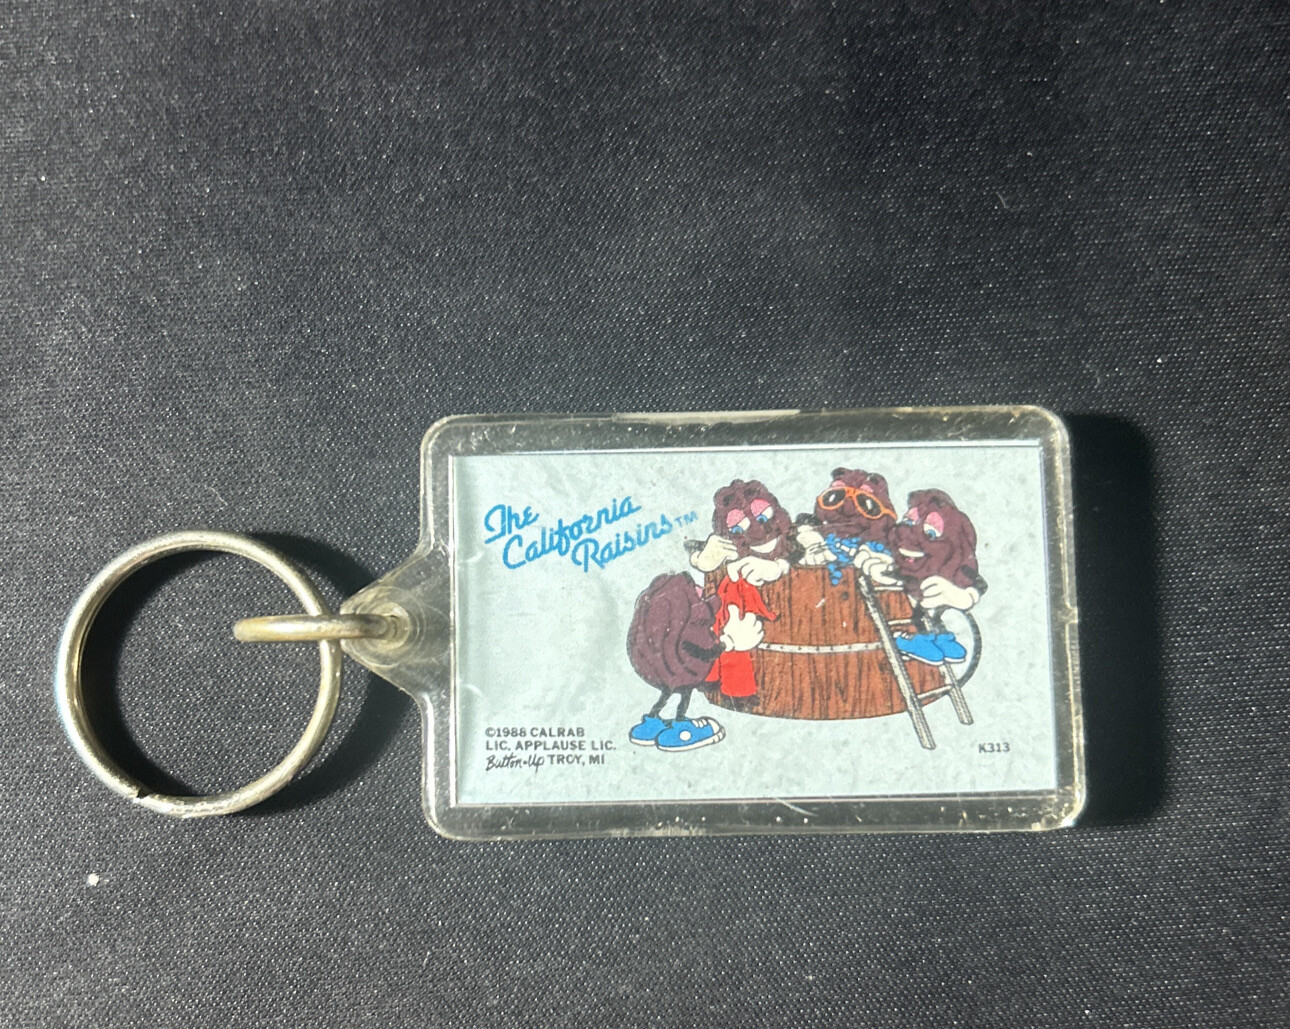 The
California
Raisins™
©1988 CALRAB
LIC. APPLAUSE LIC.
Button-Up TROY, MI
K313